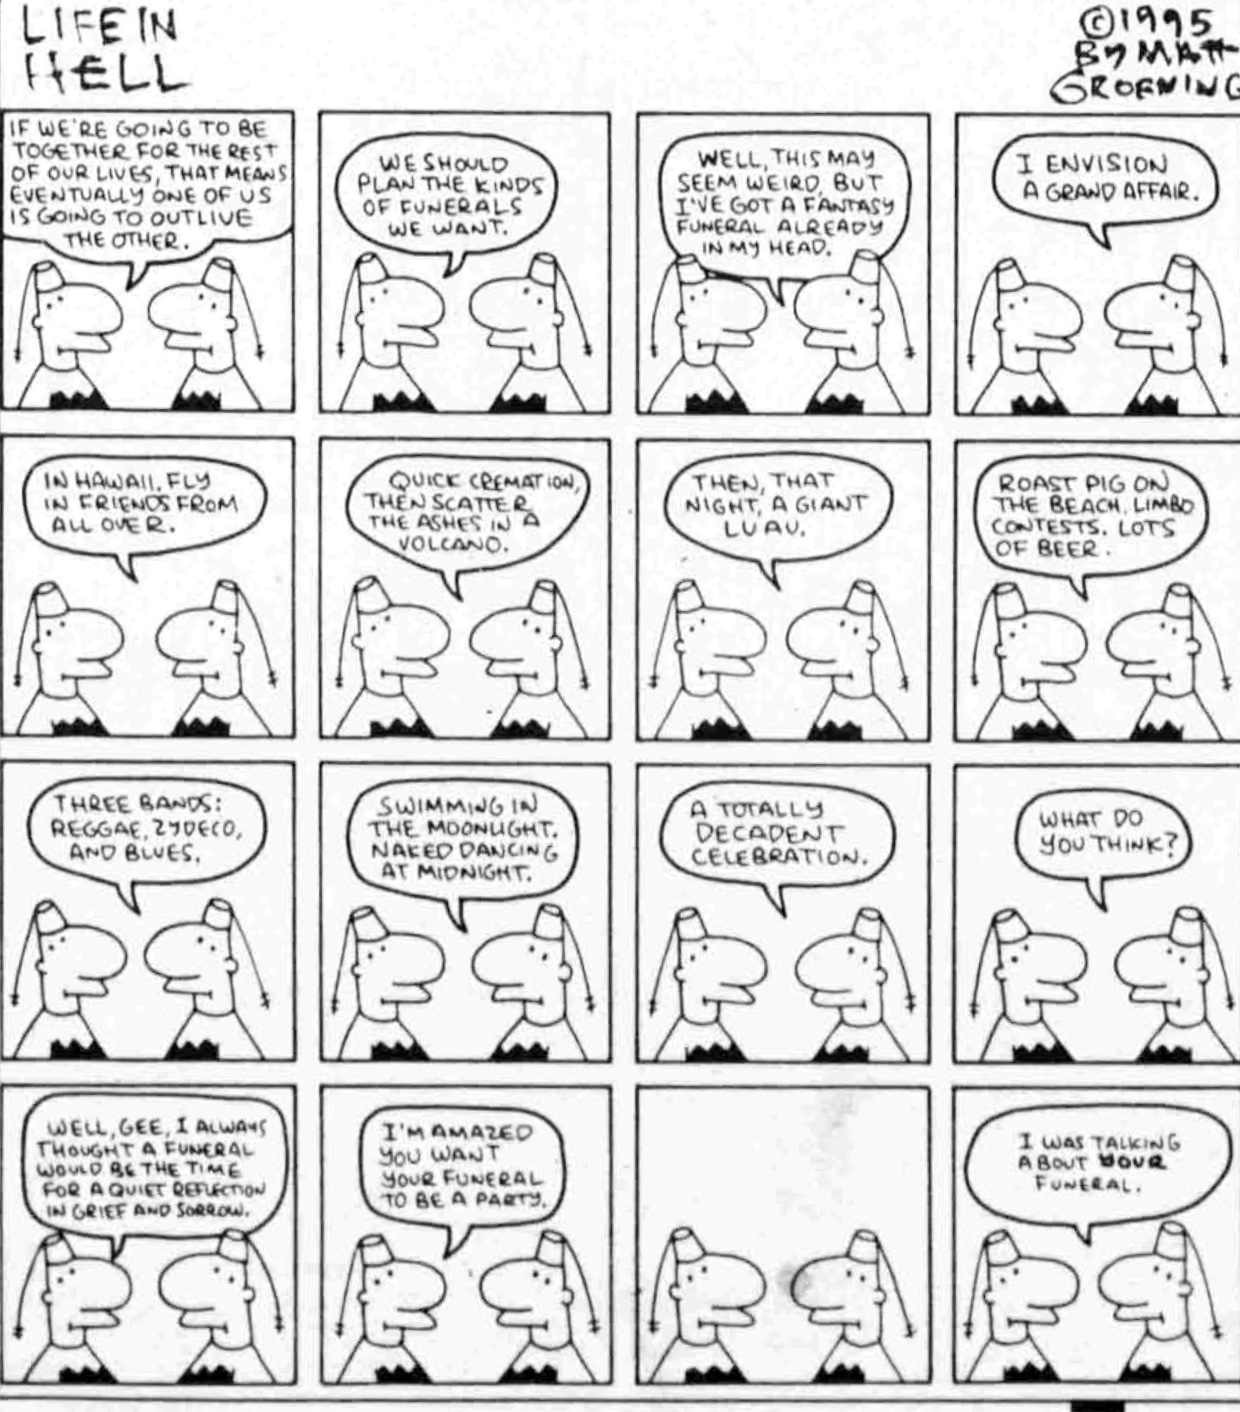 LIFE IN
HELL
©1995
BY MATT
GROENING
IF WE'RE GOING TO BE
TOGETHER FOR THE REST
OF OUR LIVES, THAT MEANS
EVENTUALLY ONE OF US
IS GOING TO OUTLIVE
THE OTHER.
WE SHOULD
PLAN THE KINDS
OF FUNERALS
WE WANT.
WELL, THIS MAY
SEEM WEIRD, BUT
I'VE GOT A FANTASY
FUNERAL ALREADY
IN MY HEAD.
I ENVISION
A GRAND AFFAIR.
IN HAWAII. FLY
IN FRIENDS FROM
ALL OVER.
QUICK CREMATION,
THEN SCATTER
THE ASHES IN A
VOLCANO.
THEN, THAT
NIGHT, A GIANT
LUAU.
ROAST PIG ON
THE BEACH. LIMBO
CONTESTS. LOTS
OF BEER.
THREE BANDS:
REGGAE, ZYDECO,
AND BLUES.
SWIMMING IN
THE MOONLIGHT.
NAKED DANCING
AT MIDNIGHT.
A TOTALLY
DECADENT
CELEBRATION.
WHAT DO
YOU THINK?
WELL, GEE, I ALWAYS
THOUGHT A FUNERAL
WOULD BE THE TIME
FOR A QUIET REFLECTION
IN GRIEF AND SORROW.
I'M AMAZED
YOU WANT
YOUR FUNERAL
TO BE A PARTY.
I WAS TALKING
ABOUT YOUR
FUNERAL.